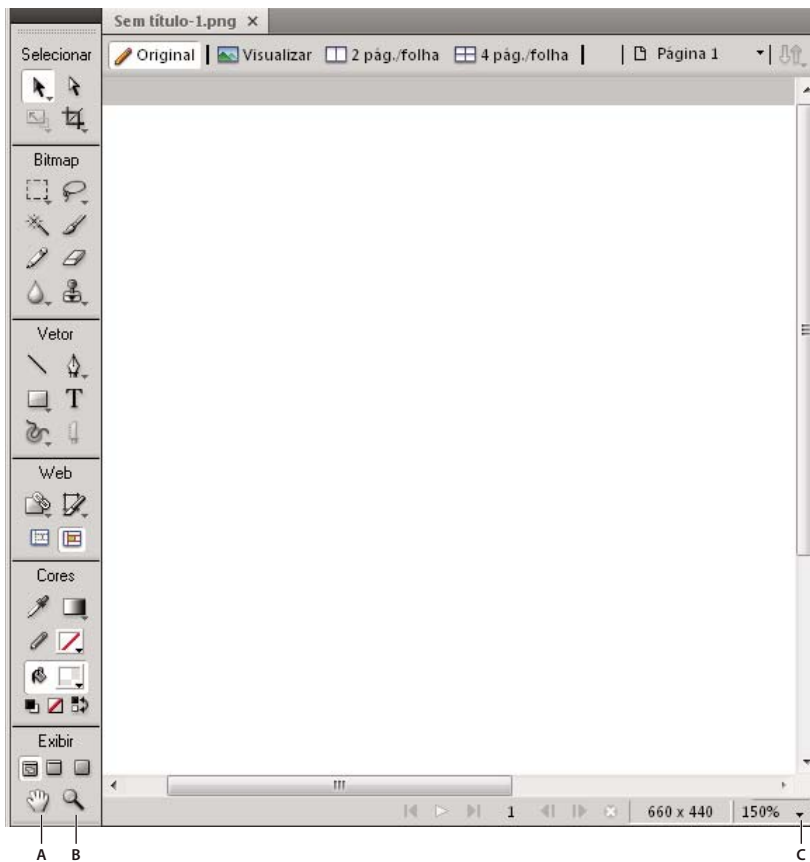 Sem título-1.png ×
Selecionar
Original Visualizar 2 pág./folha 4 pág./folha Página 1
Bitmap
Vetor
T
Web
Cores
Exibir
1 660 x 440 150%
A B C